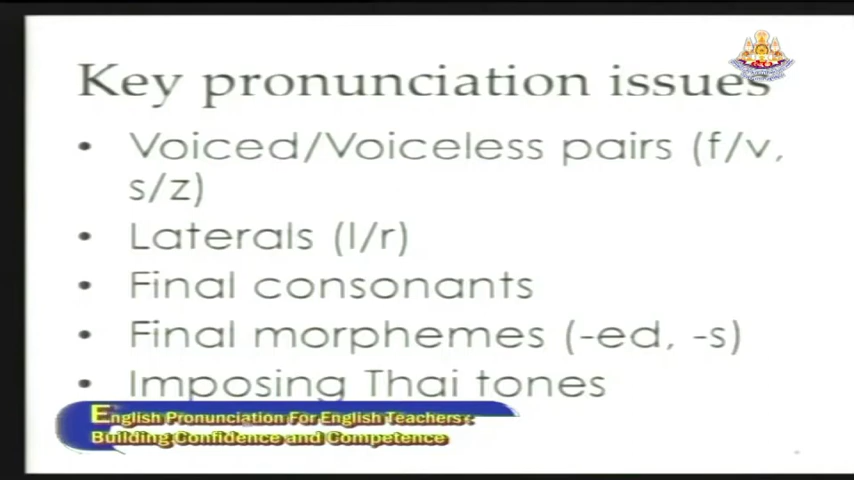 Key pronunciation issues
• Voiced/Voiceless pairs (f/v,
s/z)
• Laterals (l/r)
• Final consonants
• Final morphemes (-ed, -s)
• Imposing Thai tones
English Pronunciation For English Teachers :
Building Confidence and Competence